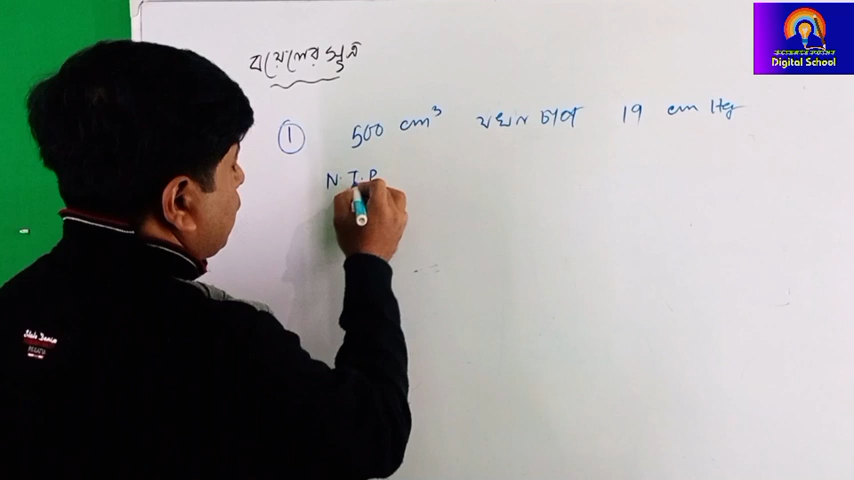 বয়েলের সূত্র
① 500 cm³ যখন চাপ 19 cm Hg
N.T.P
Digital School